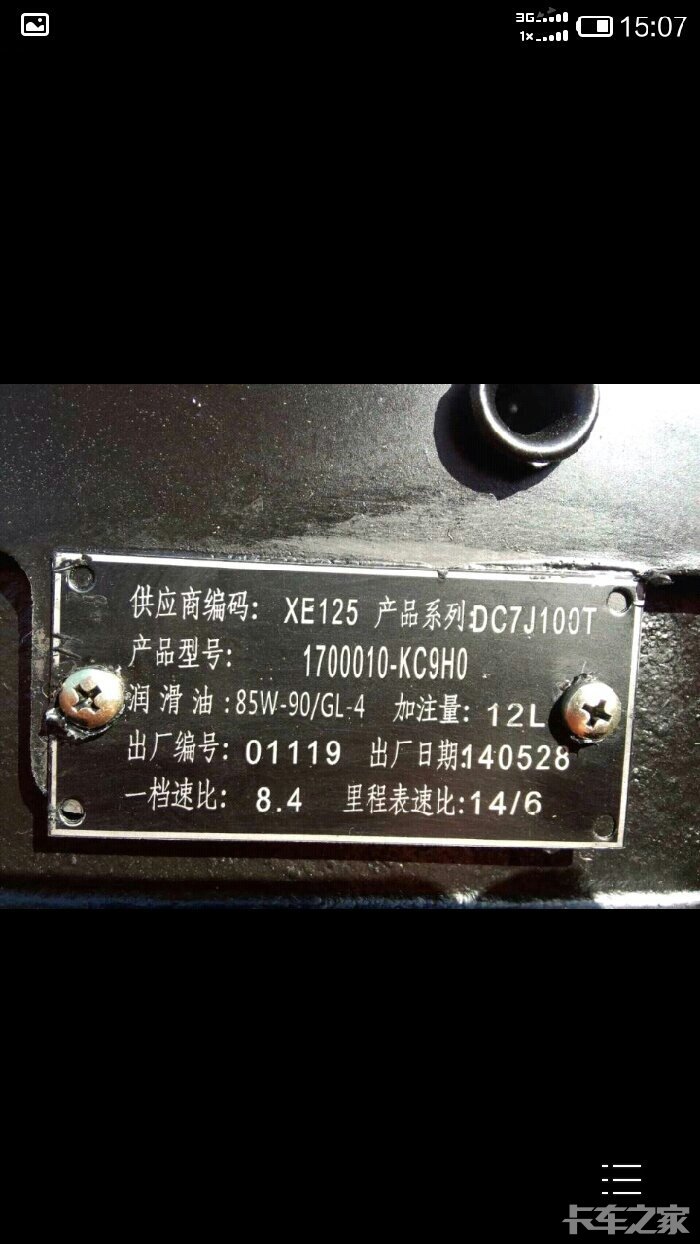 3G
1x
15:07
供应商编码: XE125 产品系列:DC7J100T
产品型号: 1700010-KC9H0
润滑油:85W-90/GL-4 加注量: 12L
出厂编号: 01119 出厂日期:140528
一档速比: 8.4 里程表速比:14/6
卡车之家